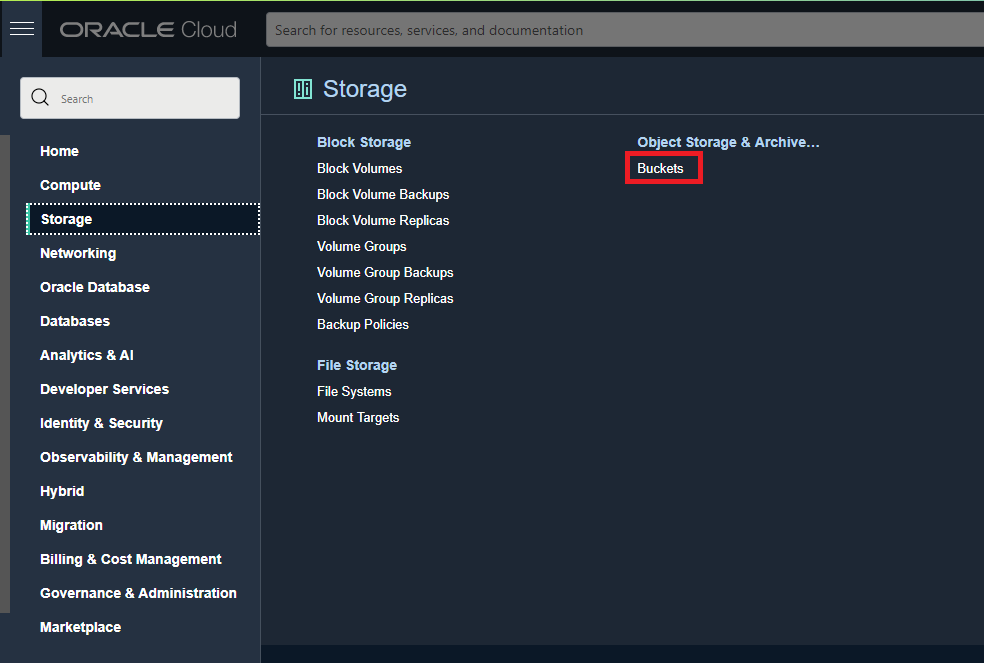 ORACLE Cloud
Search for resources, services, and documentation
Search
Home
Compute
Storage
Networking
Oracle Database
Databases
Analytics & AI
Developer Services
Identity & Security
Observability & Management
Hybrid
Migration
Billing & Cost Management
Governance & Administration
Marketplace
Storage
Block Storage
Block Volumes
Block Volume Backups
Block Volume Replicas
Volume Groups
Volume Group Backups
Volume Group Replicas
Backup Policies
File Storage
File Systems
Mount Targets
Object Storage & Archive...
Buckets